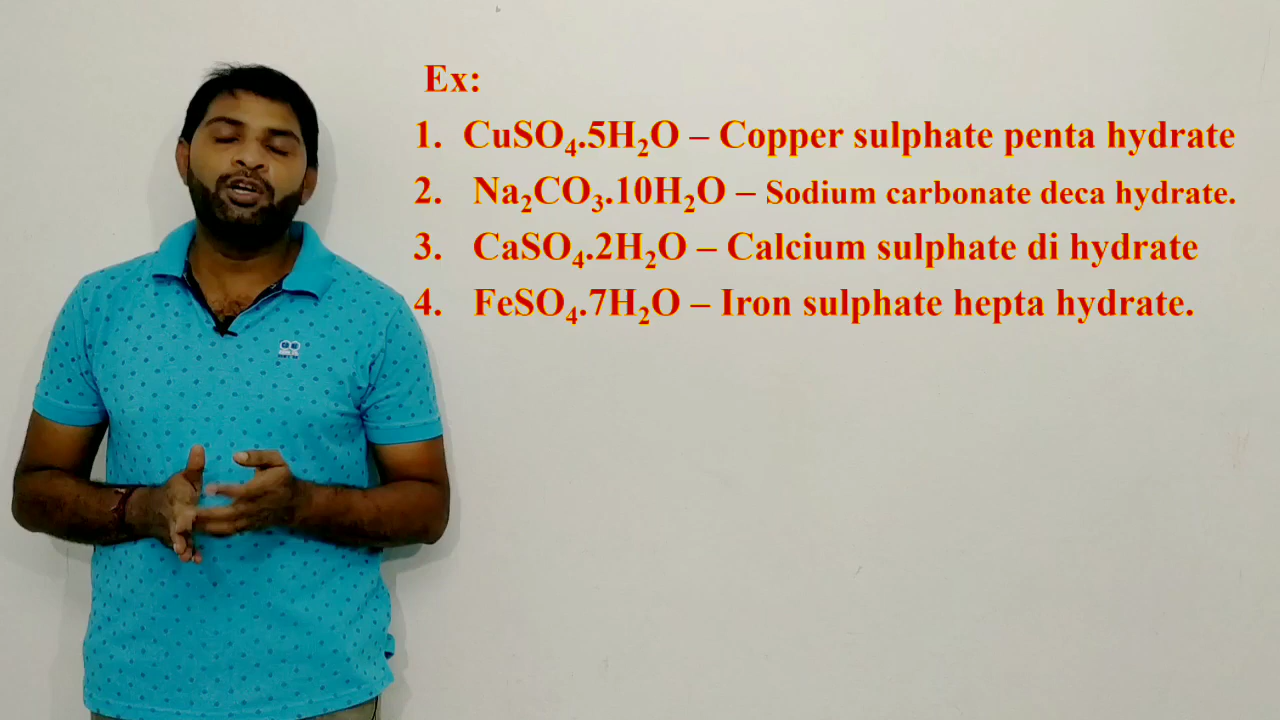 Ex:
1. CuSO₄.5H₂O – Copper sulphate penta hydrate
2. Na₂CO₃.10H₂O – Sodium carbonate deca hydrate.
3. CaSO₄.2H₂O – Calcium sulphate di hydrate
4. FeSO₄.7H₂O – Iron sulphate hepta hydrate.